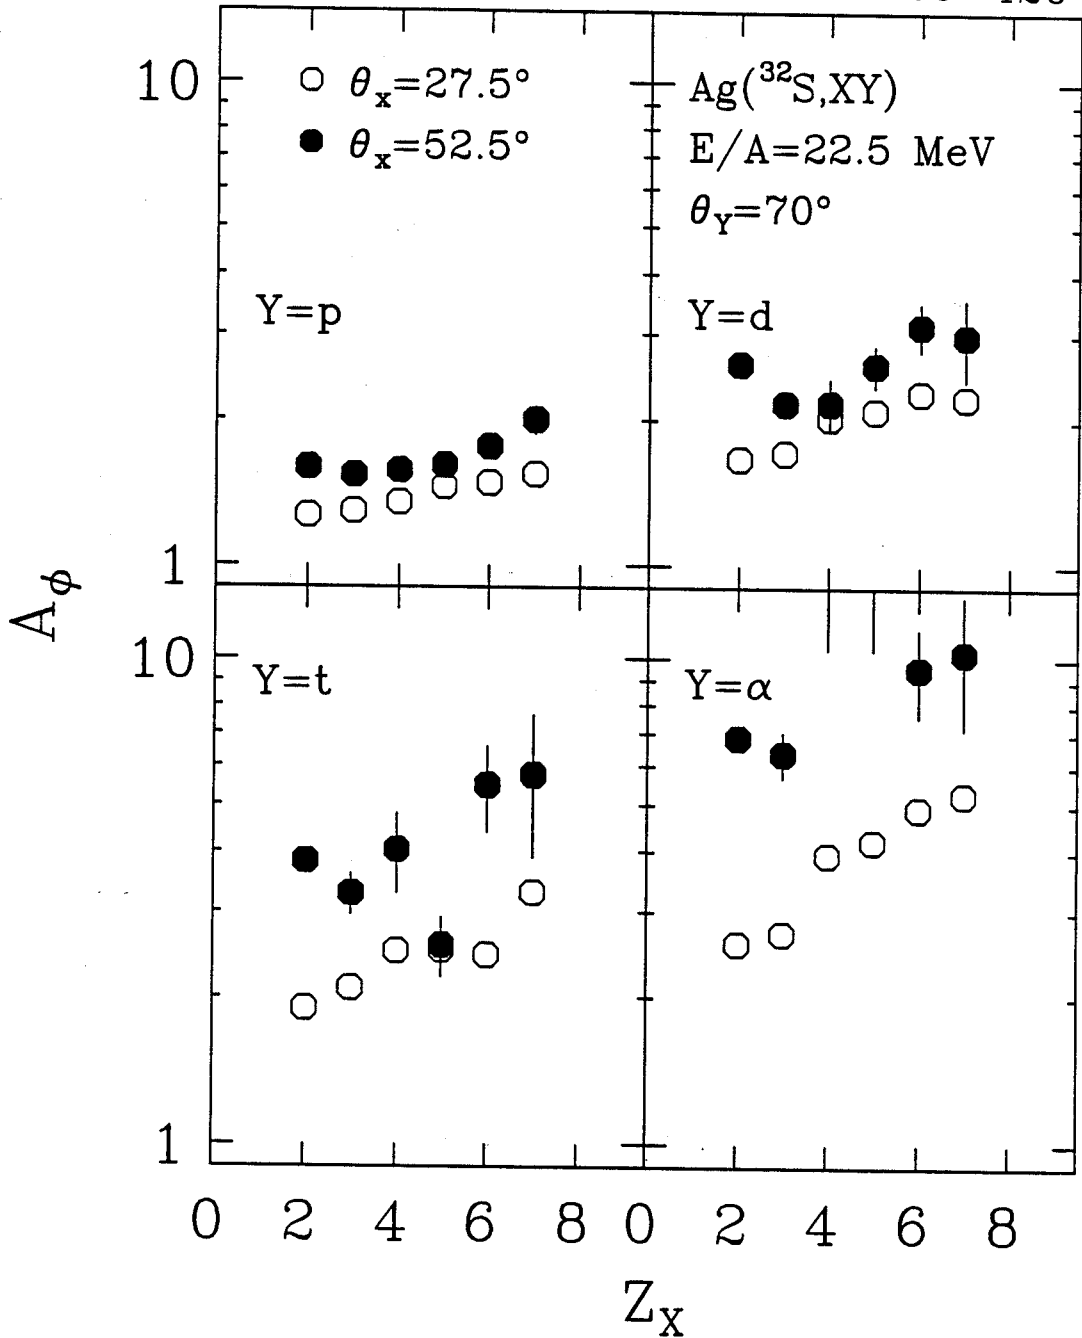 10
○ θx=27.5°
● θx=52.5°
Ag(³²S,XY)
E/A=22.5 MeV
θY=70°
Y=p
Y=d
1
Aϕ
10
Y=t
Y=α
1
0 2 4 6 8 0 2 4 6 8
ZX